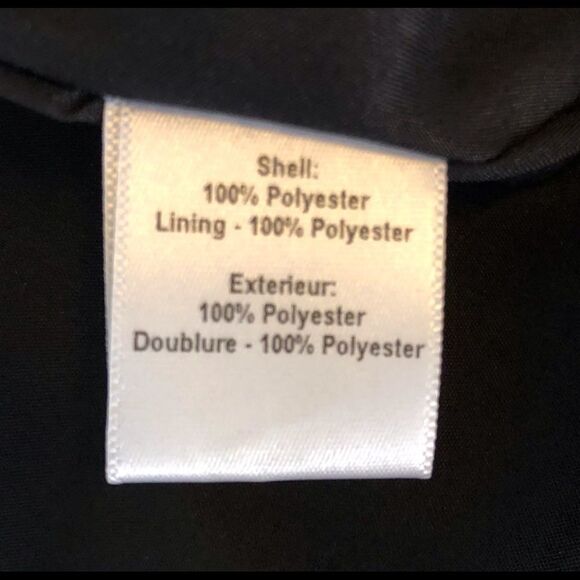 Shell:
100% Polyester
Lining - 100% Polyester
Exterieur:
100% Polyester
Doublure - 100% Polyester